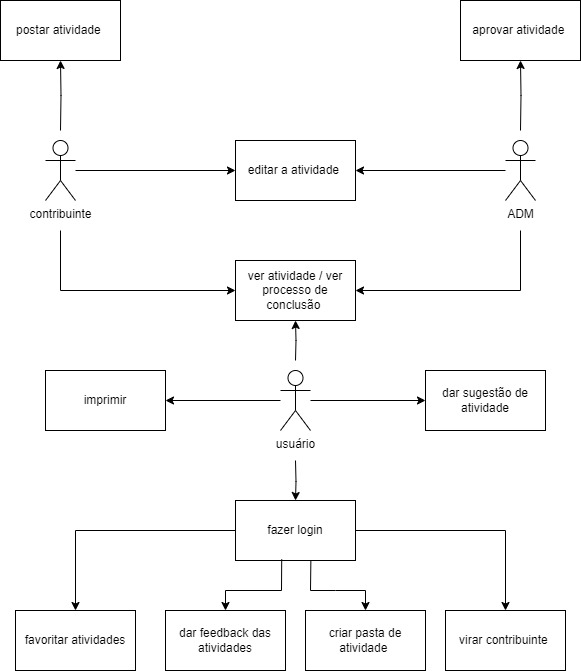 postar atividade
aprovar atividade
editar a atividade
contribuinte
ADM
ver atividade / ver
processo de
conclusão
imprimir
dar sugestão de
atividade
usuário
fazer login
favoritar atividades
dar feedback das
atividades
criar pasta de
atividade
virar contribuinte